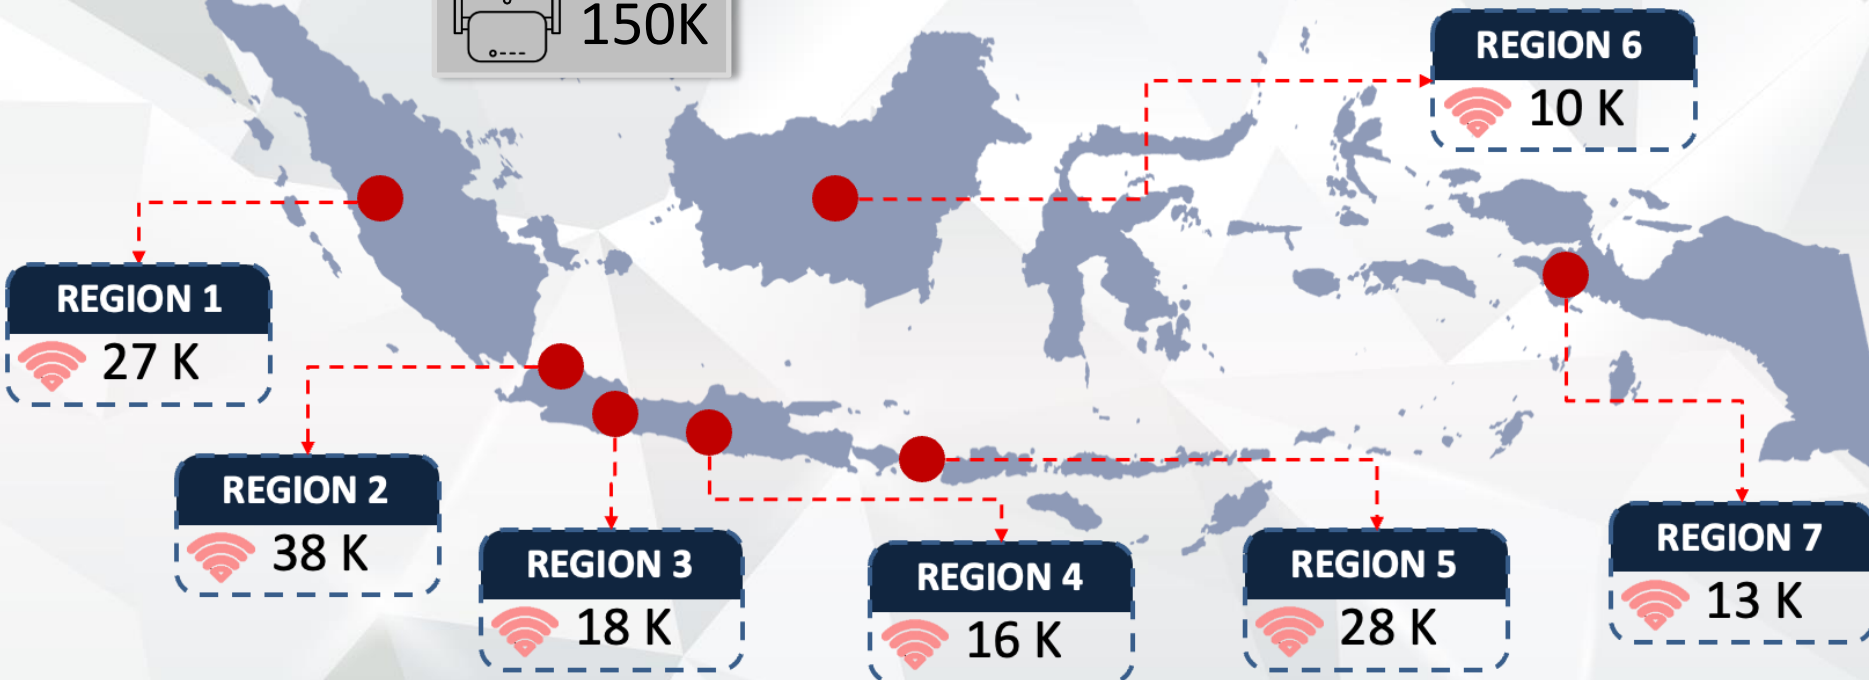 150K
REGION 6
10 K
REGION 1
27 K
REGION 2
38 K
REGION 3
18 K
REGION 4
16 K
REGION 5
28 K
REGION 7
13 K